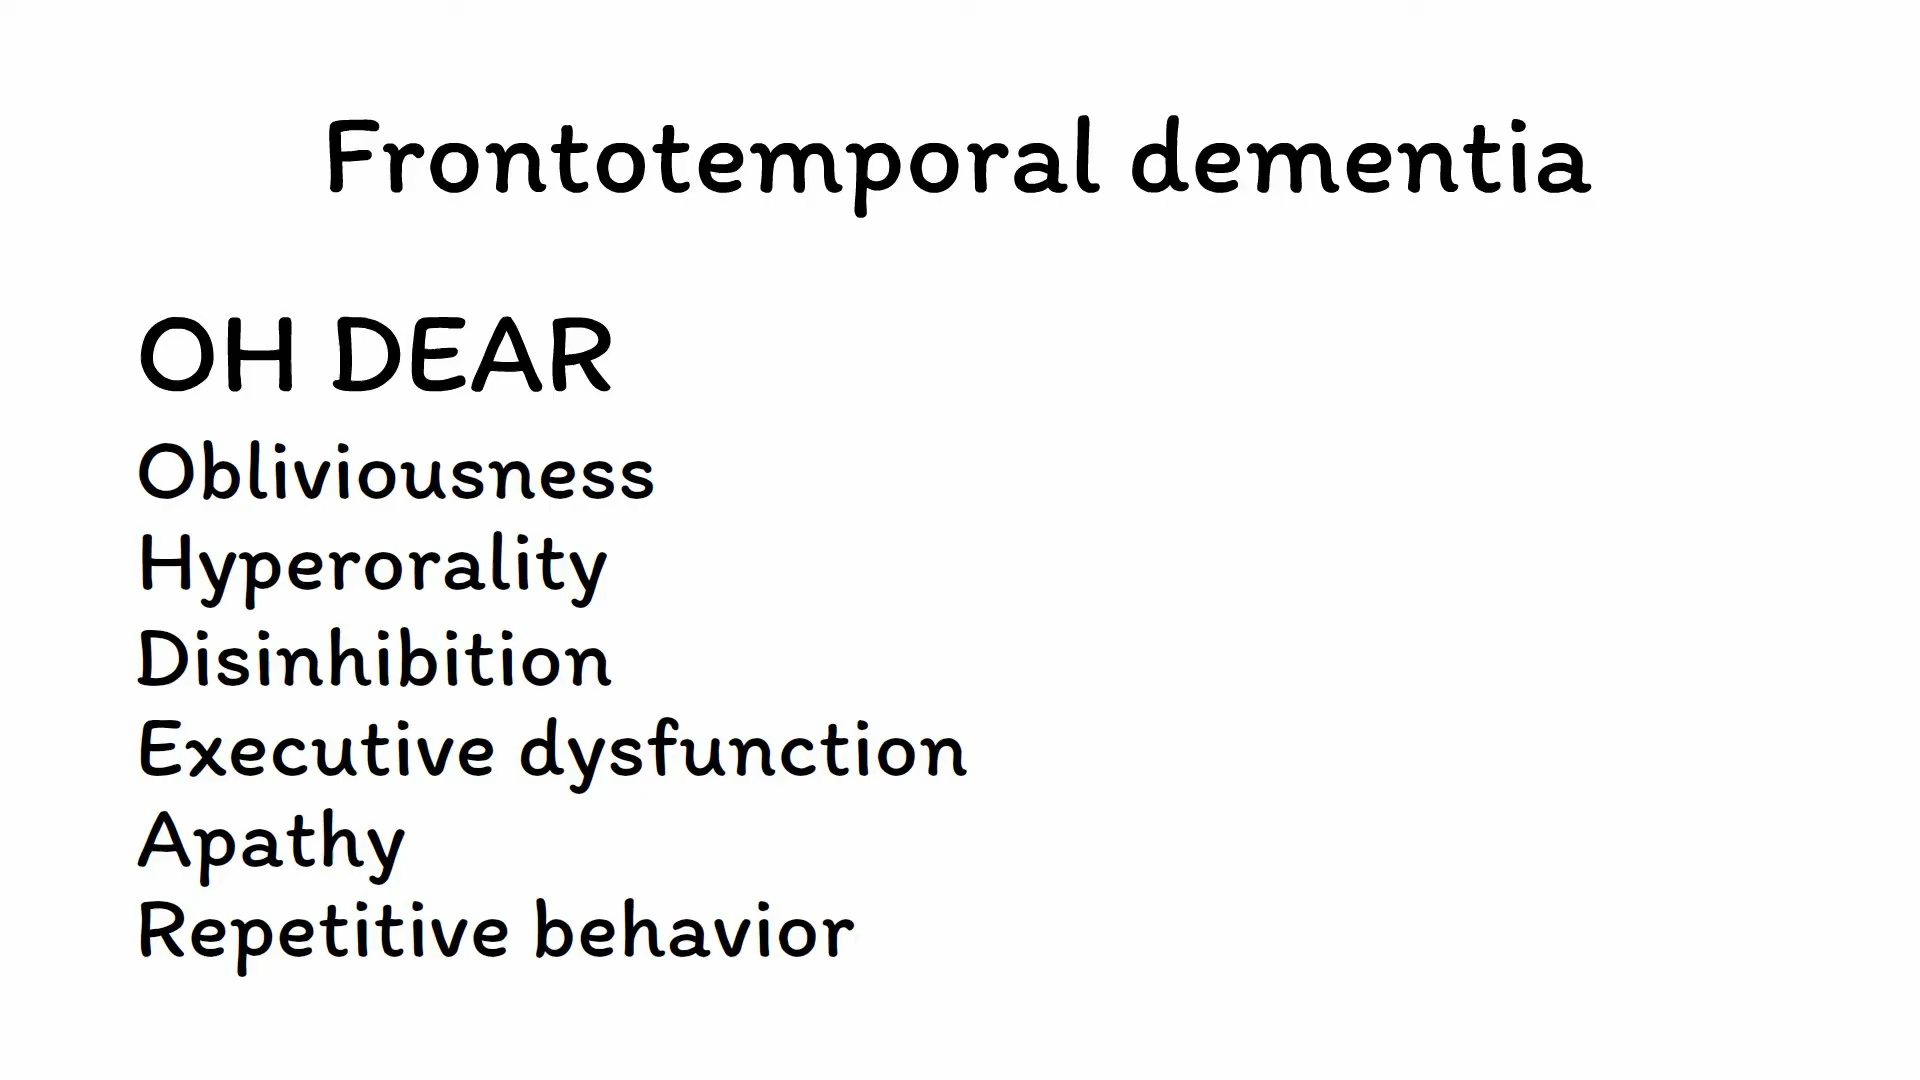 Frontotemporal dementia
OH DEAR
Obliviousness
Hyperorality
Disinhibition
Executive dysfunction
Apathy
Repetitive behavior